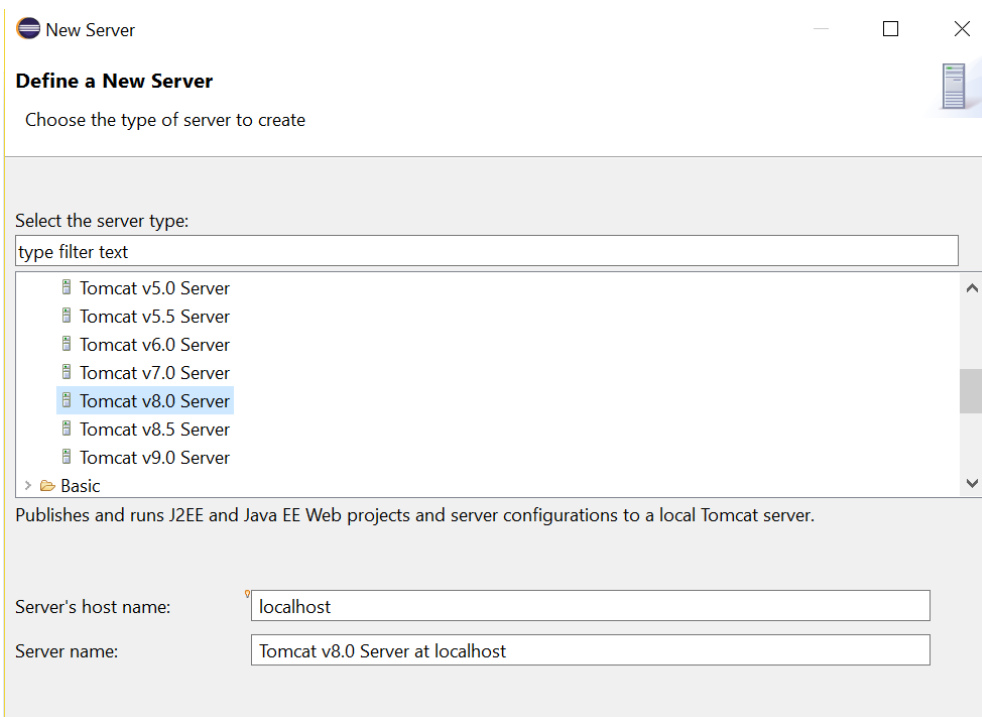 New Server
Define a New Server
Choose the type of server to create
Select the server type:
type filter text
Tomcat v5.0 Server
Tomcat v5.5 Server
Tomcat v6.0 Server
Tomcat v7.0 Server
Tomcat v8.0 Server
Tomcat v8.5 Server
Tomcat v9.0 Server
Basic
Publishes and runs J2EE and Java EE Web projects and server configurations to a local Tomcat server.
Server's host name: localhost
Server name: Tomcat v8.0 Server at localhost